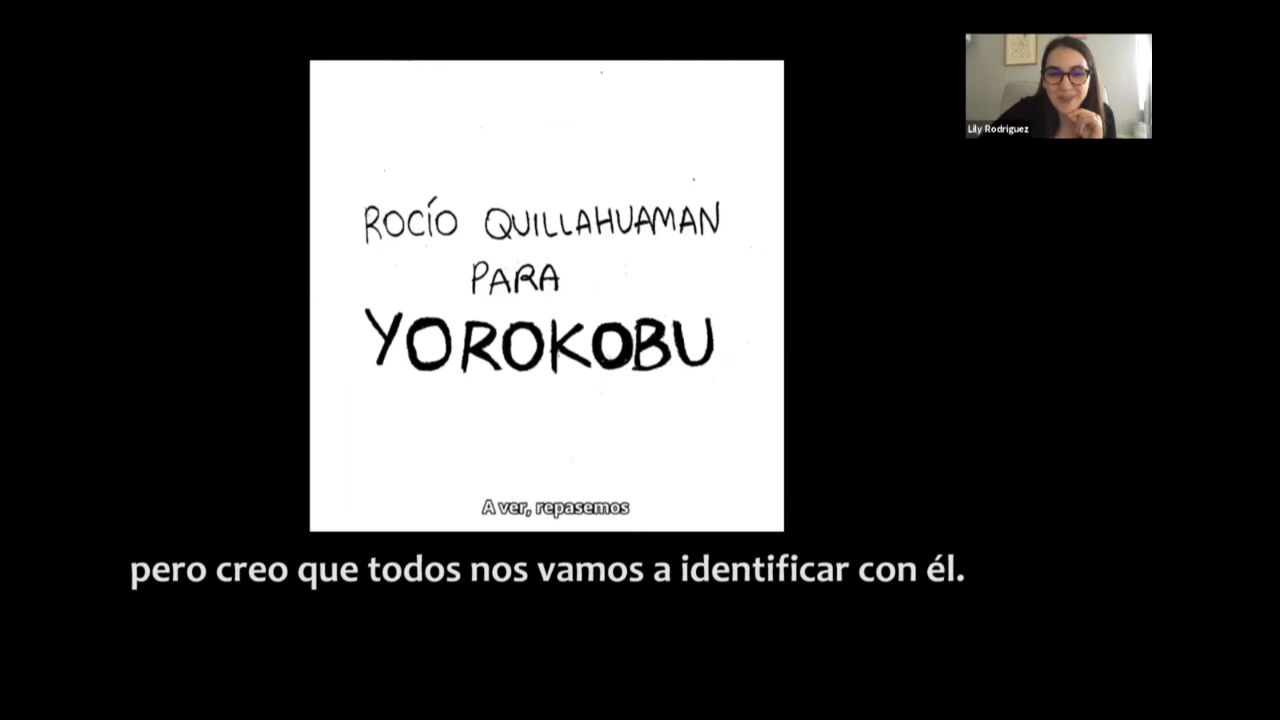 Lily Rodriguez
ROCÍO QUILLAHUAMAN
PARA
YOROKOBU
A ver, repasemos
pero creo que todos nos vamos a identificar con él.